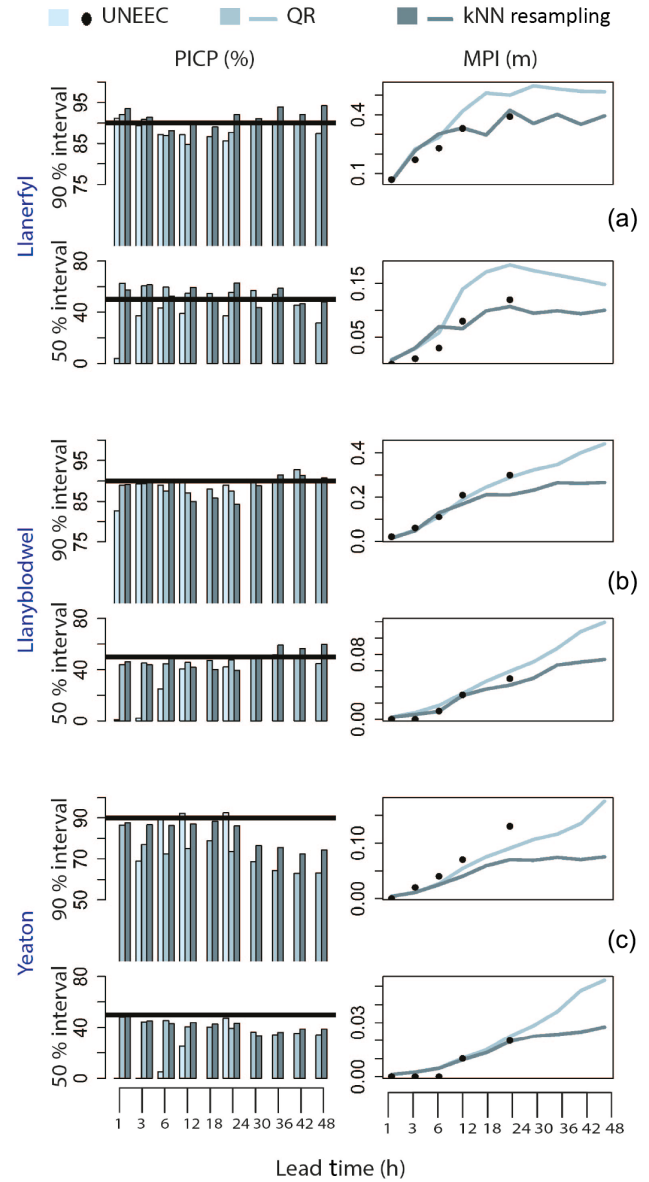 UNEEC QR kNN resampling
PICP (%) MPI (m)
Llanerfyl
90 % interval
95
85
75
0.4
0.1
(a)
50 % interval
80
40
0
0.15
0.05
Llanyblodwel
90 % interval
95
85
75
0.4
0.2
0.0
(b)
50 % interval
80
40
0
0.08
0.00
Yeaton
90 % interval
90
70
50
0.10
0.00
(c)
50 % interval
80
40
0
0.03
0.00
1 3 6 12 18 24 30 36 42 48
1 3 6 12 18 24 30 36 42 48
Lead time (h)